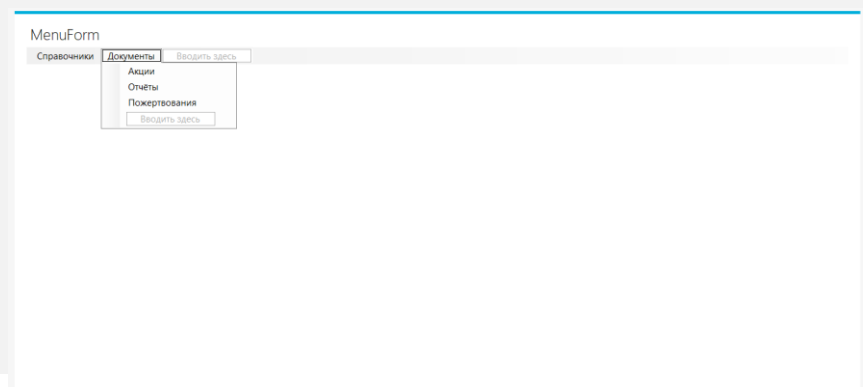 MenuForm
Справочники Документы Вводить здесь
Акции
Отчёты
Пожертвования
Вводить здесь